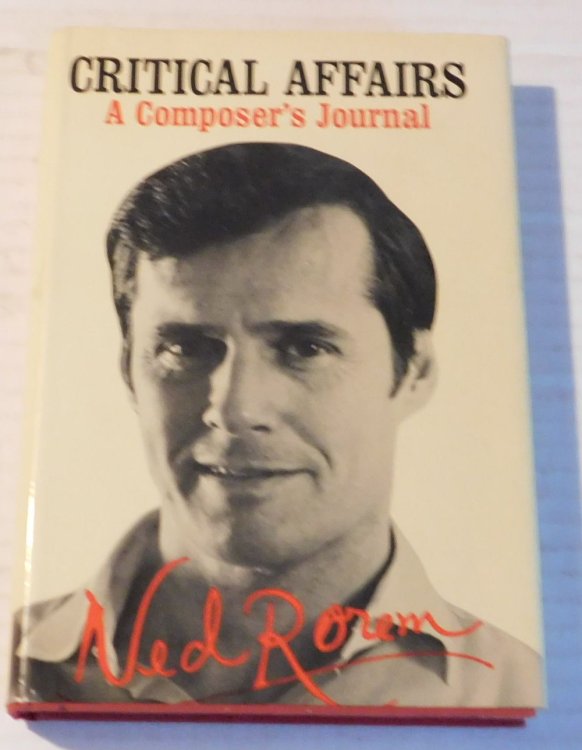 CRITICAL AFFAIRS
A Composer's Journal
Ned Rorem